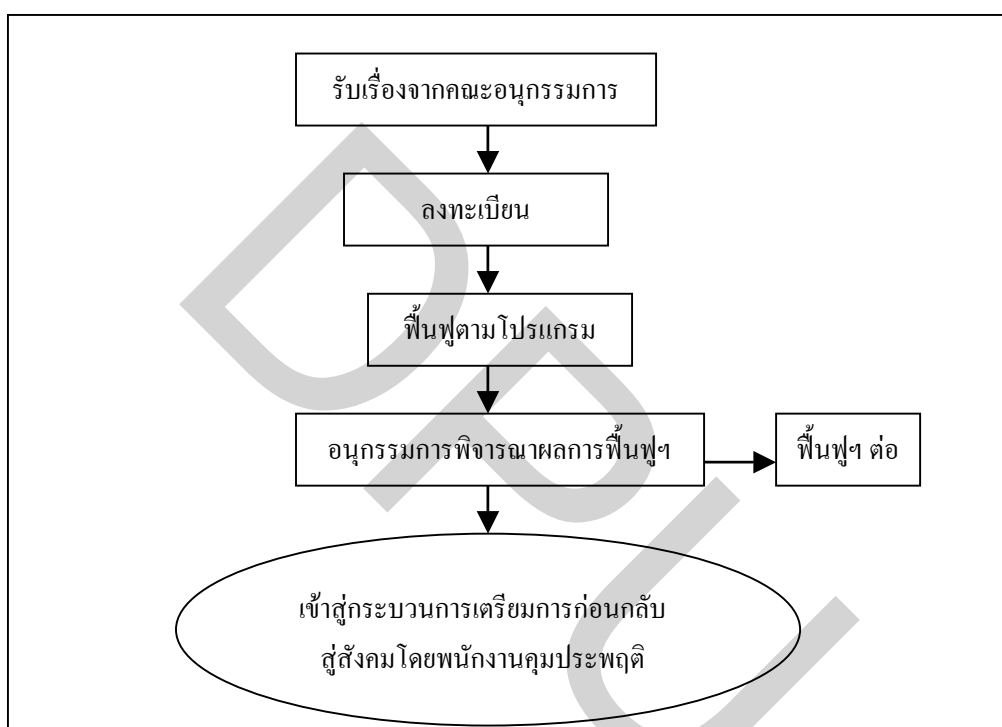 รับเรื่องจากคณะอนุกรรมการ
ลงทะเบียน
ฟื้นฟูตามโปรแกรม
อนุกรรมการพิจารณาผลการฟื้นฟูฯ
ฟื้นฟูฯ ต่อ
เข้าสู่กระบวนการเตรียมการก่อนกลับ
สู่สังคมโดยพนักงานคุมประพฤติ
DPU